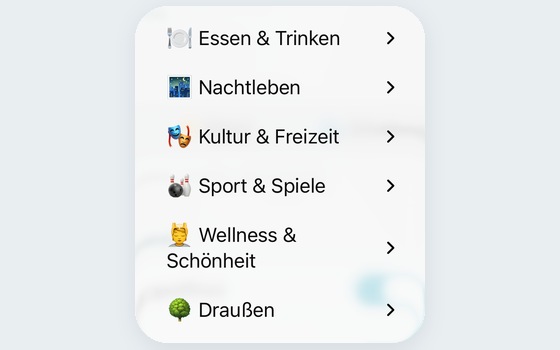 🍽️ Essen & Trinken
🌃 Nachtleben
🎭 Kultur & Freizeit
🎳 Sport & Spiele
💆 Wellness &
Schönheit
🌳 Draußen